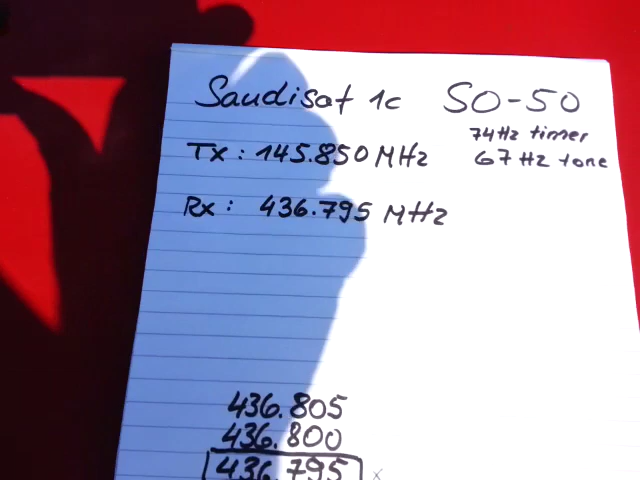 Saudisat 1c SO-50
74Hz timer
Tx: 145.850 MHz 67 Hz tone
Rx: 436.795 MHz
436.805
436.800
436.795 x